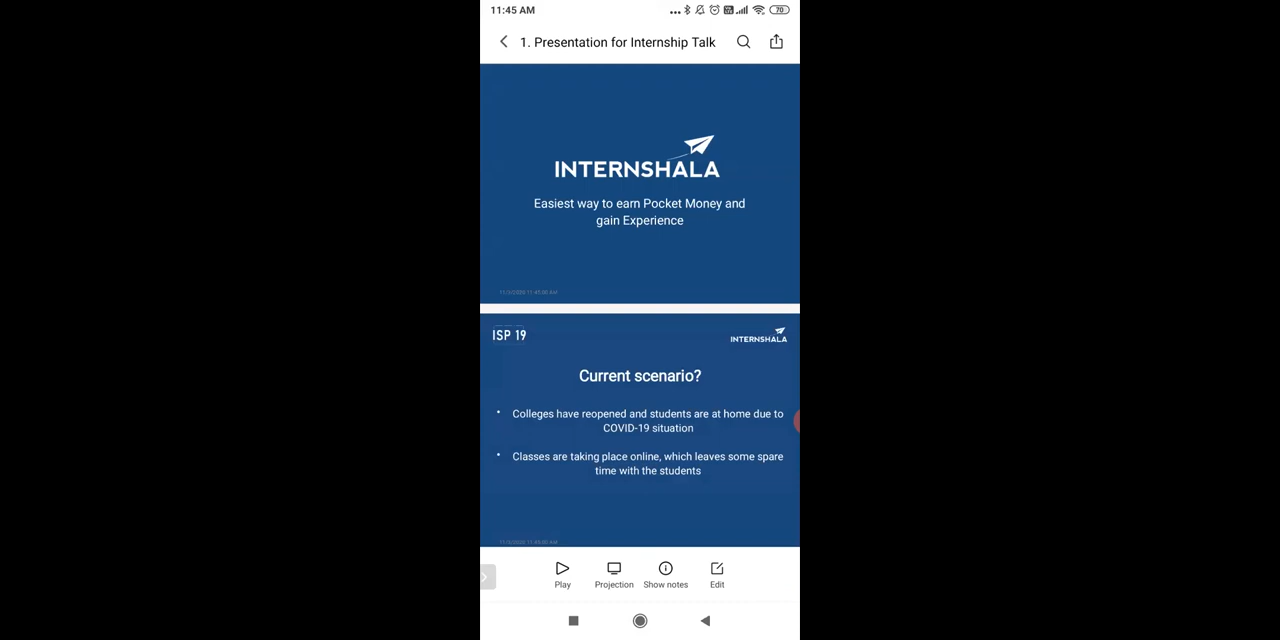 11:45 AM
70
1. Presentation for Internship Talk
INTERNSHALA
Easiest way to earn Pocket Money and
gain Experience
ISP 19
INTERNSHALA
Current scenario?
• Colleges have reopened and students are at home due to
COVID-19 situation
• Classes are taking place online, which leaves some spare
time with the students
Play
Projection
Show notes
Edit